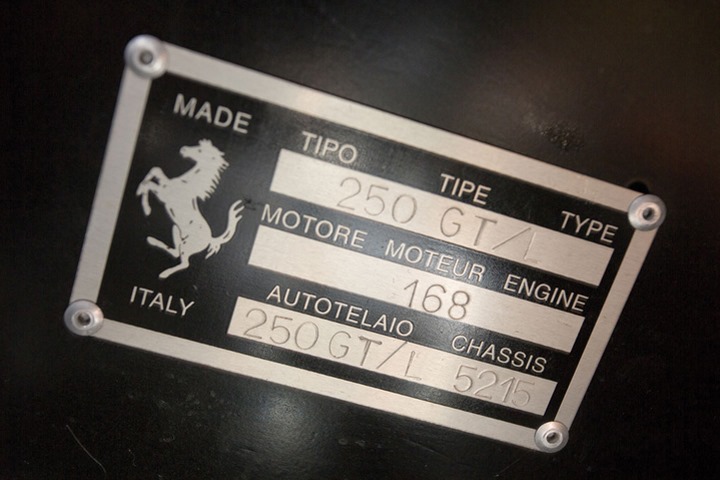 MADE
TIPO TIPE TYPE
250 GT/L
MOTORE MOTEUR ENGINE
168
ITALY
AUTOTELAIO CHASSIS
250 GT/L 5215